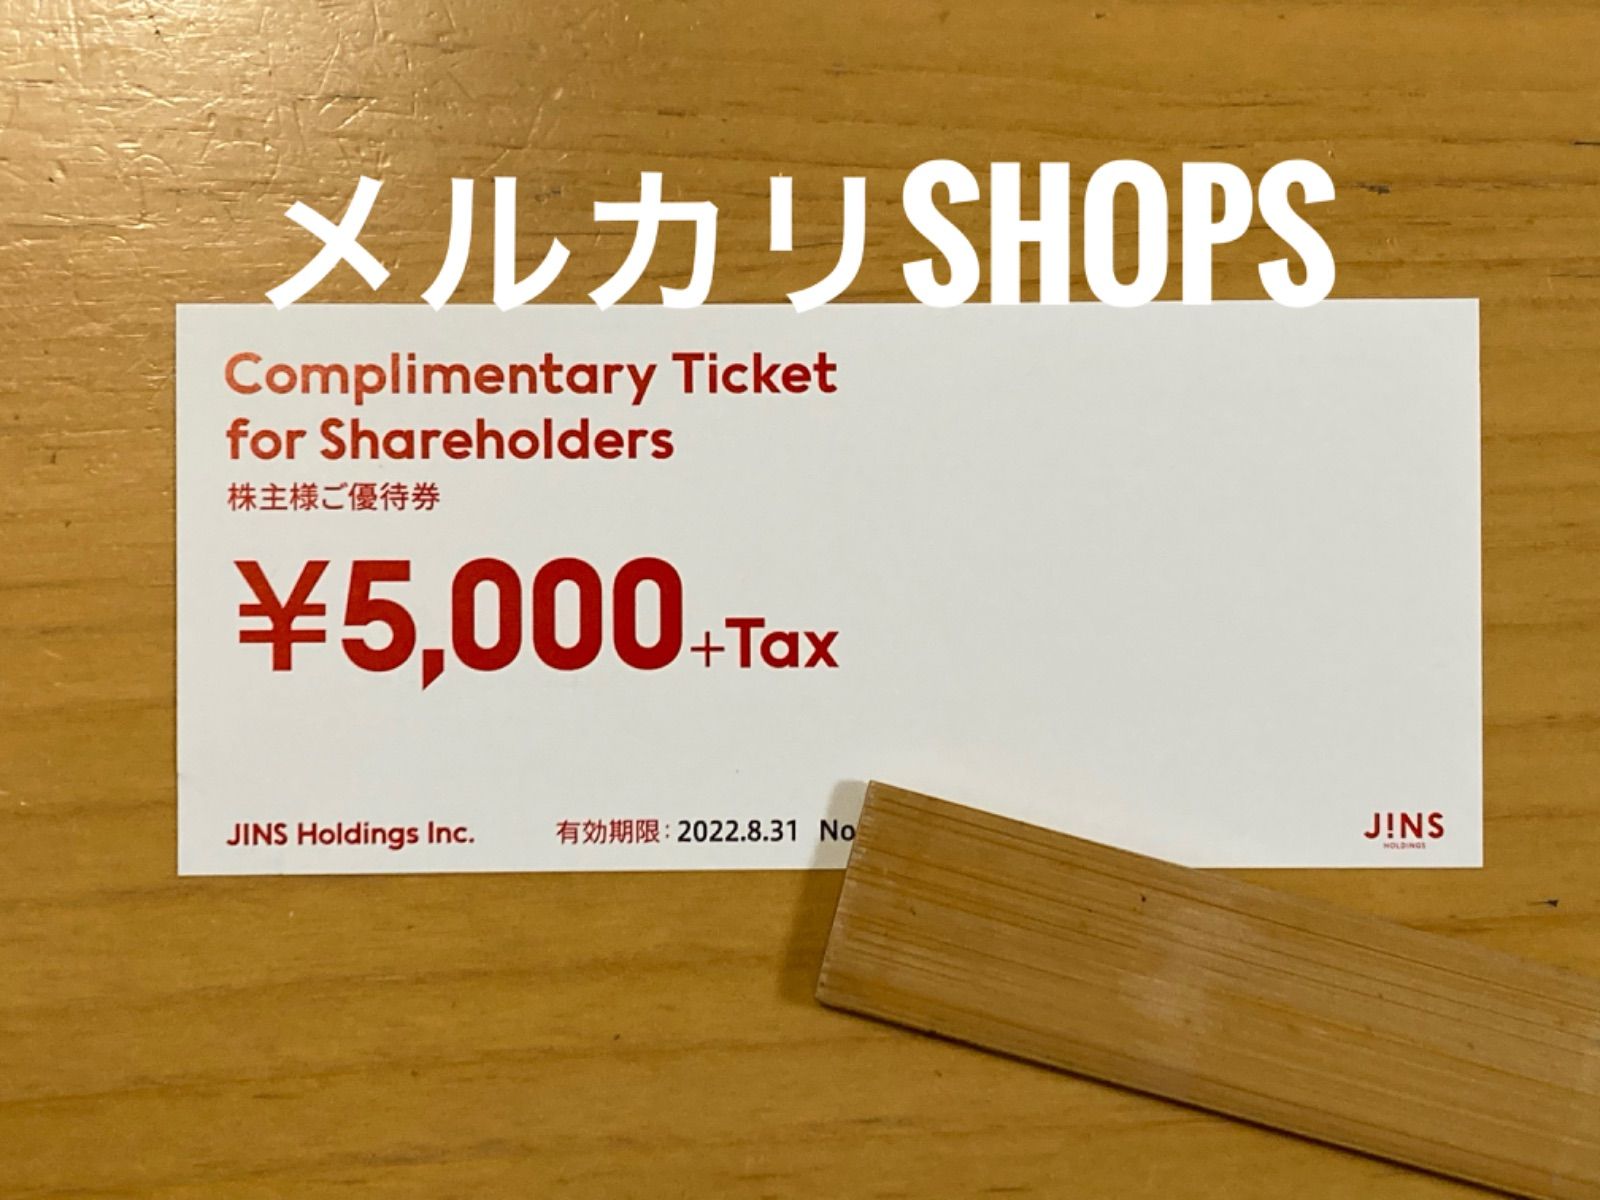 メルカリSHOPS
Complimentary Ticket
for Shareholders
株主様ご優待券
¥5,000+Tax
JINS Holdings Inc.
有効期限:2022.8.31 No
J!NS
HOLDINGS